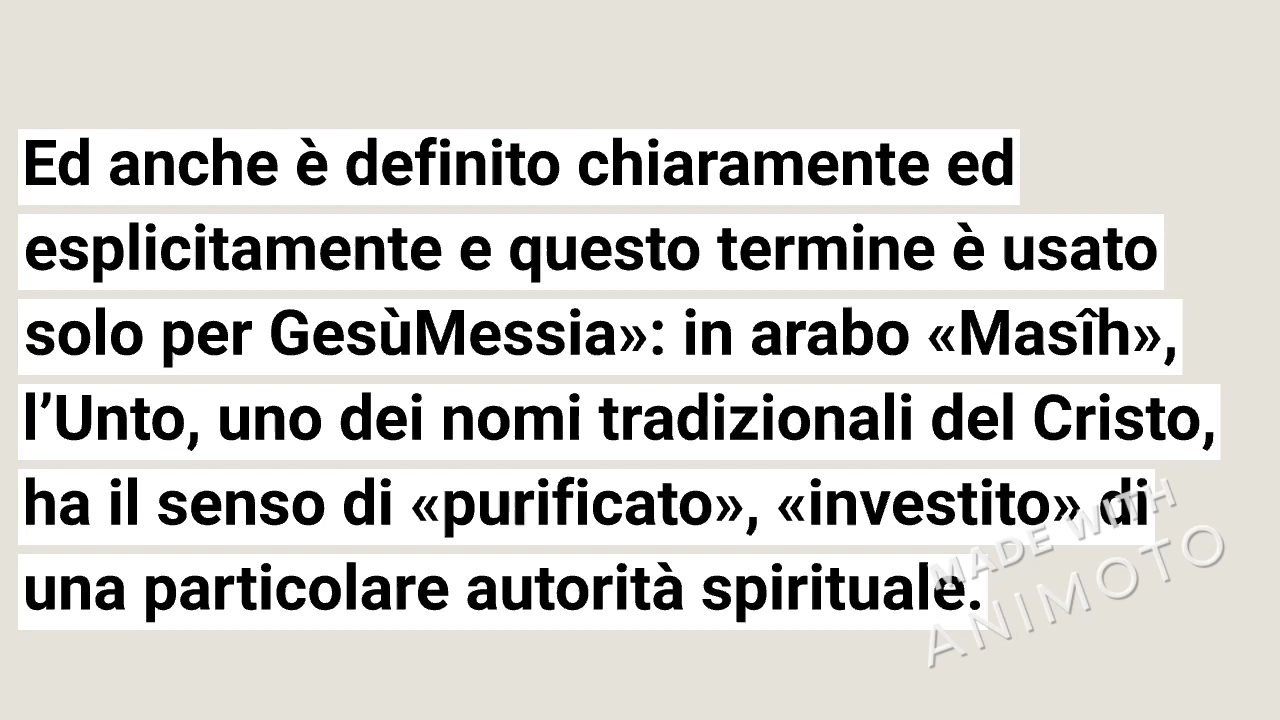 Ed anche è definito chiaramente ed
esplicitamente e questo termine è usato
solo per GesùMessia»: in arabo «Masîh»,
l’Unto, uno dei nomi tradizionali del Cristo,
ha il senso di «purificato», «investito» di
una particolare autorità spirituale.
MADE WITH
ANIMOTO